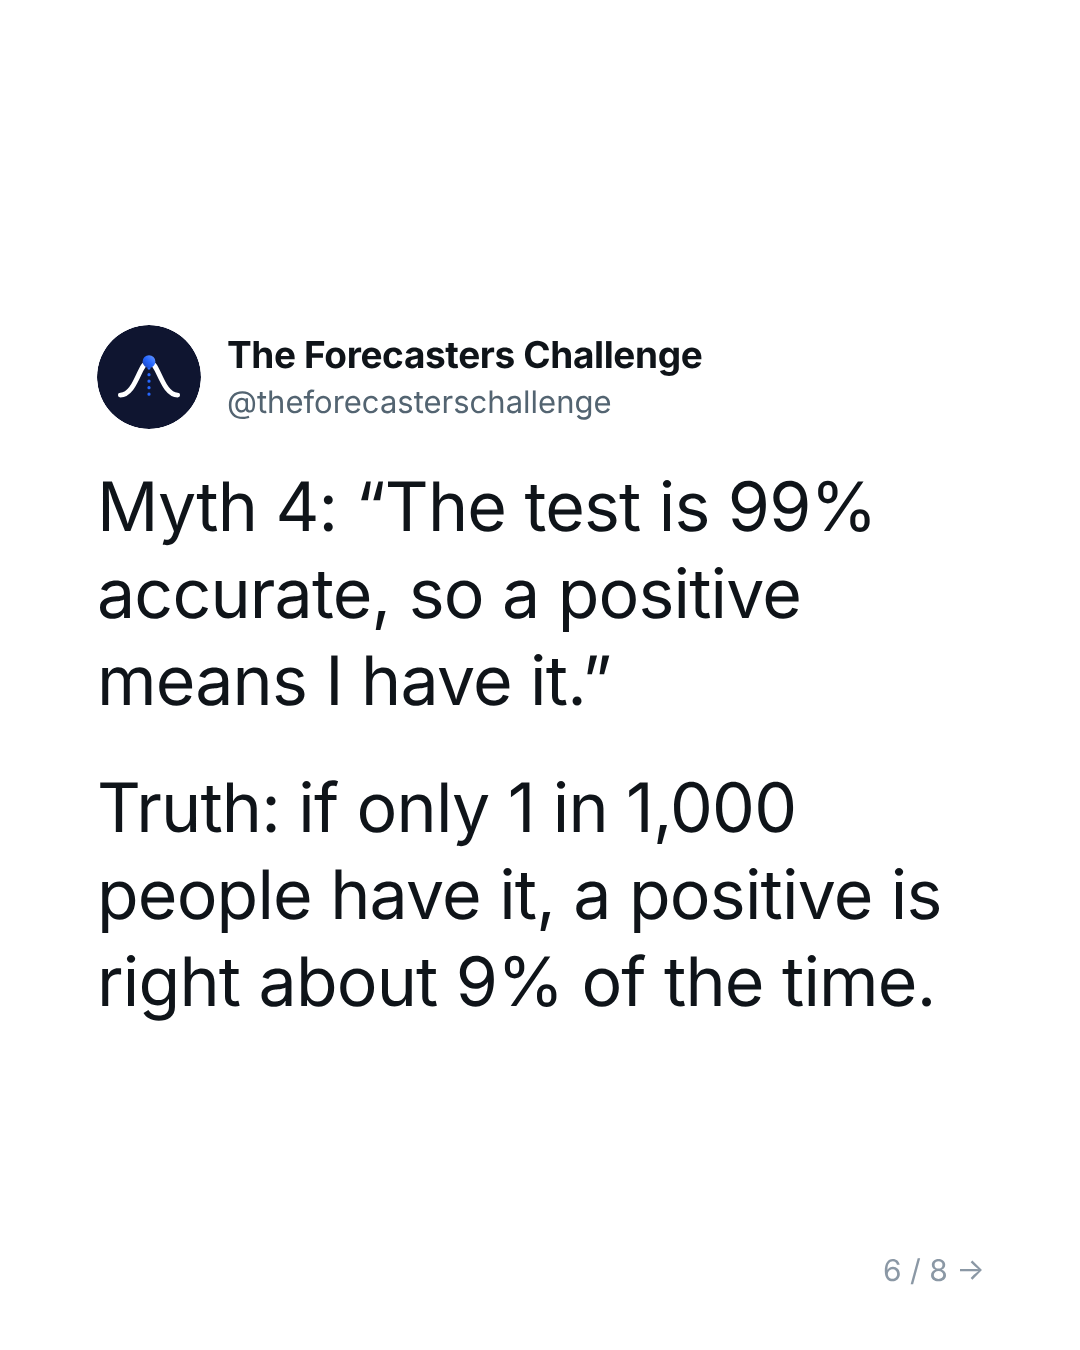 The Forecasters Challenge
@theforecasterschallenge
Myth 4: “The test is 99%
accurate, so a positive
means I have it.”
Truth: if only 1 in 1,000
people have it, a positive is
right about 9% of the time.
6 / 8 →